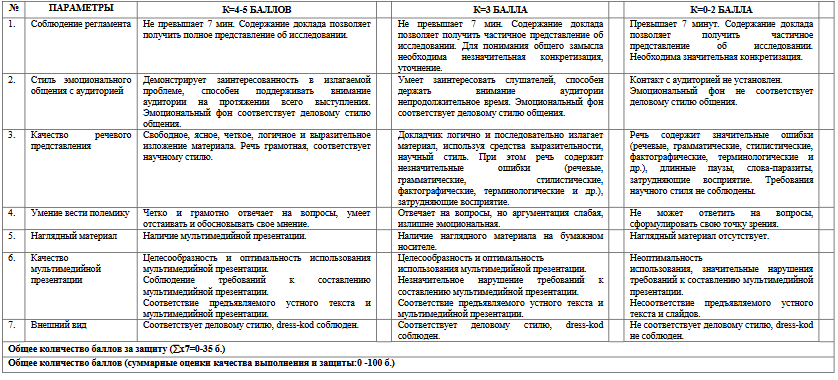 № ПАРАМЕТРЫ К=4-5 БАЛЛОВ К=3 БАЛЛА К=0-2 БАЛЛА
1. Соблюдение регламента
Не превышает 7 мин. Содержание доклада позволяет
получить полное представление об исследовании.
Не превышает 7 мин. Содержание доклада
позволяет получить частичное представление об
исследовании. Для понимания общего замысла
необходима незначительная конкретизация,
уточнение.
Превышает 7 минут. Содержание доклада
позволяет получить частичное
представление об исследовании.
Необходима значительная конкретизация.
2. Стиль эмоционального
общения с аудиторией
Демонстрирует заинтересованность в излагаемой
проблеме, способен поддерживать внимание
аудитории на протяжении всего выступления.
Эмоциональный фон соответствует деловому стилю
общения.
Умеет заинтересовать слушателей, способен
держать внимание аудитории
непродолжительное время. Эмоциональный фон
соответствует деловому стилю общения.
Контакт с аудиторией не установлен.
Эмоциональный фон не соответствует
деловому стилю общения.
3. Качество речевого
представления
Свободное, ясное, четкое, логичное и выразительное
изложение материала. Речь грамотная, соответствует
научному стилю.
Докладчик логично и последовательно излагает
материал, используя средства выразительности,
научный стиль. При этом речь содержит
незначительные ошибки (речевые,
грамматические, стилистические,
фактографические, терминологические и др.),
затрудняющие восприятие.
Речь содержит значительные ошибки
(речевые, грамматические, стилистические,
фактографические, терминологические и
др.), длинные паузы, слова-паразиты,
затрудняющие восприятие. Требования
научного стиля не соблюдены.
4. Умение вести полемику
Четко и грамотно отвечает на вопросы, умеет
отстаивать и обосновывать свое мнение.
Отвечает на вопросы, но аргументация слабая,
излишне эмоциональная.
Не может ответить на вопросы,
сформулировать свою точку зрения.
5. Наглядный материал
Наличие мультимедийной презентации.
Наличие наглядного материала на бумажном
носителе.
Наглядный материал отсутствует.
6. Качество
мультимедийной
презентации
Целесообразность и оптимальность использования
мультимедийной презентации.
Соблюдение требований к составлению
мультимедийной презентации.
Соответствие предъявляемого устного текста и
мультимедийной презентации.
Целесообразность и оптимальность
использования мультимедийной презентации.
Незначительное нарушение требований к
составлению мультимедийной презентации.
Соответствие предъявляемого устного текста и
мультимедийной презентации.
Неоптимальность
использования, значительные нарушения
требований к составлению мультимедийной
презентации.
Несоответствие предъявляемого устного
текста и слайдов.
7. Внешний вид
Соответствует деловому стилю, dress-kod соблюден.
Соответствует деловому стилю, dress-kod
соблюден.
Не соответствует деловому стилю, dress-kod
не соблюден.
Общее количество баллов за защиту (∑х7=0-35 б.)
Общее количество баллов (суммарные оценки качества выполнения и защиты:0 -100 б.)